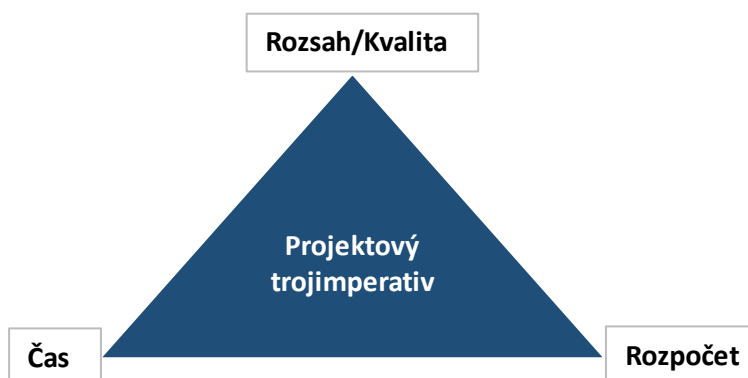 Rozsah/Kvalita
Projektový
trojimperativ
Čas
Rozpočet